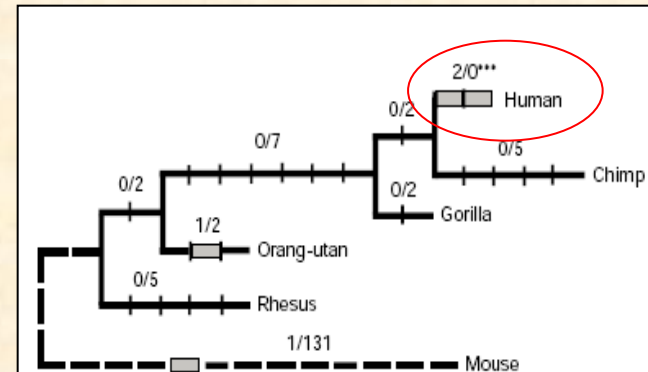 2/0***
Human
0/2
0/7
0/5
Chimp
0/2
0/2
Gorilla
1/2
Orang-utan
0/5
Rhesus
1/131
Mouse